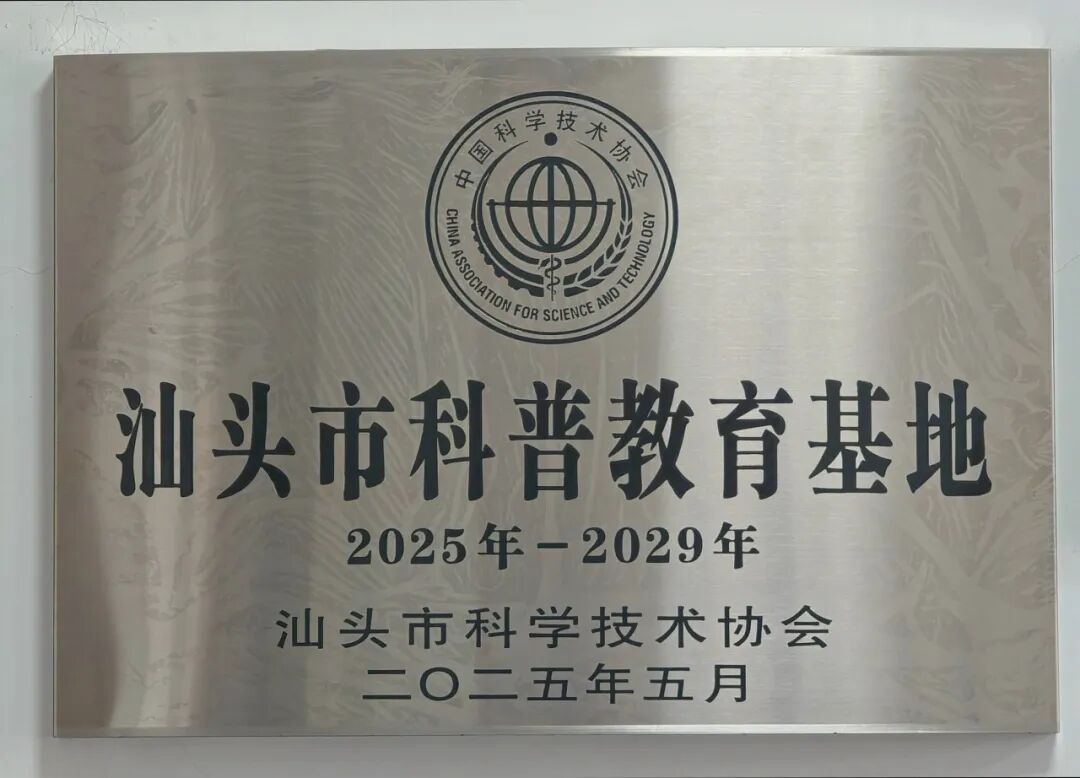 中国科学技术协会
CHINA ASSOCIATION FOR SCIENCE AND TECHNOLOGY
汕头市科普教育基地
2025年-2029年
汕头市科学技术协会
二〇二五年五月